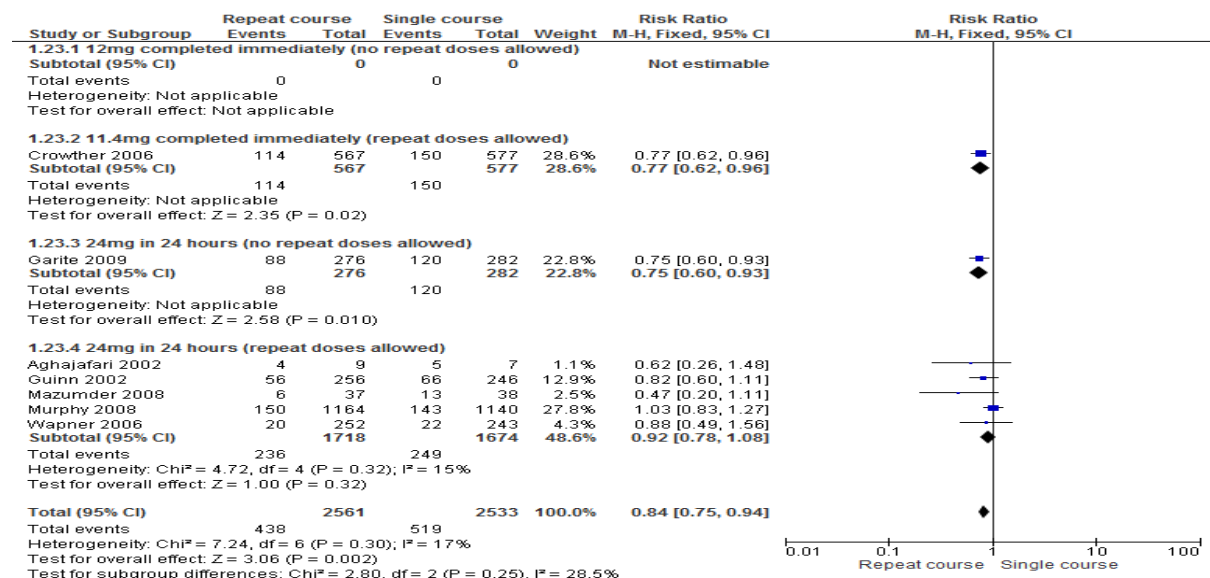 Repeat course Single course Risk Ratio Risk Ratio
Study or Subgroup Events Total Events Total Weight M-H, Fixed, 95% CI M-H, Fixed, 95% CI
1.23.1 12mg completed immediately (no repeat doses allowed)
Subtotal (95% CI) 0 0 Not estimable
Total events 0 0
Heterogeneity: Not applicable
Test for overall effect: Not applicable
1.23.2 11.4mg completed immediately (repeat doses allowed)
Crowther 2006 114 567 150 577 28.6% 0.77 [0.62, 0.96]
Subtotal (95% CI) 567 577 28.6% 0.77 [0.62, 0.96]
Total events 114 150
Heterogeneity: Not applicable
Test for overall effect: Z = 2.35 (P = 0.02)
1.23.3 24mg in 24 hours (no repeat doses allowed)
Garite 2009 88 276 120 282 22.8% 0.75 [0.60, 0.93]
Subtotal (95% CI) 276 282 22.8% 0.75 [0.60, 0.93]
Total events 88 120
Heterogeneity: Not applicable
Test for overall effect: Z = 2.58 (P = 0.010)
1.23.4 24mg in 24 hours (repeat doses allowed)
Aghajafari 2002 4 9 5 7 1.1% 0.62 [0.26, 1.48]
Guinn 2002 56 256 66 246 12.9% 0.82 [0.60, 1.11]
Mazumder 2008 6 37 13 38 2.5% 0.47 [0.20, 1.11]
Murphy 2008 150 1164 143 1140 27.8% 1.03 [0.83, 1.27]
Wapner 2006 20 252 22 243 4.3% 0.88 [0.49, 1.56]
Subtotal (95% CI) 1718 1674 48.6% 0.92 [0.78, 1.08]
Total events 236 249
Heterogeneity: Chi² = 4.72, df = 4 (P = 0.32); I² = 15%
Test for overall effect: Z = 1.00 (P = 0.32)
Total (95% CI) 2561 2533 100.0% 0.84 [0.75, 0.94]
Total events 438 519
Heterogeneity: Chi² = 7.24, df = 6 (P = 0.30); I² = 17%
Test for overall effect: Z = 3.06 (P = 0.002)
Test for subgroup differences: Chi² = 2.80, df = 2 (P = 0.25), I² = 28.5%
0.01 0.1 1 10 100
Repeat course Single course